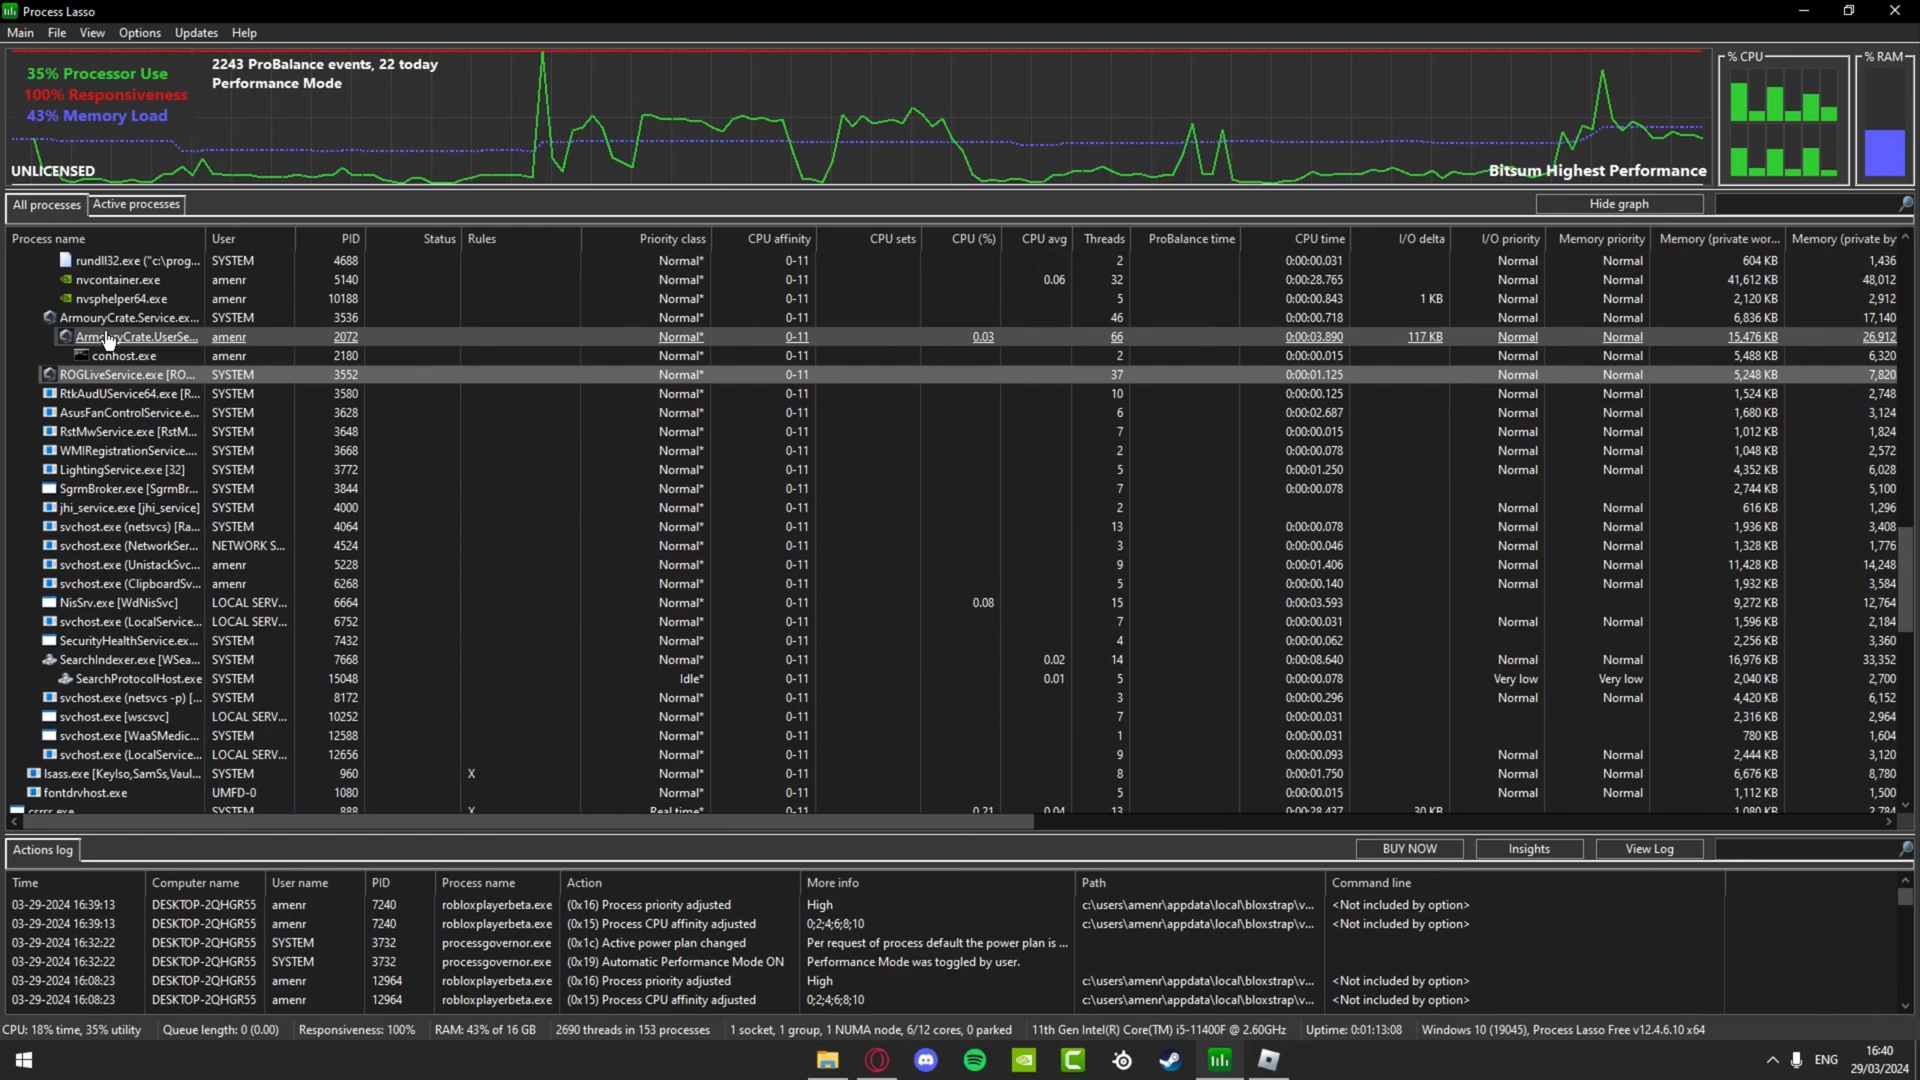 Process Lasso
Main File View Options Updates Help
35% Processor Use
100% Responsiveness
43% Memory Load
2243 ProBalance events, 22 today
Performance Mode
UNLICENSED
Bitsum Highest Performance
% CPU
% RAM
All processes Active processes Hide graph
Process name User PID Status Rules Priority class CPU affinity CPU sets CPU (%) CPU avg Threads ProBalance time CPU time I/O delta I/O priority Memory priority Memory (private wor... Memory (private by
rundll32.exe ("c:\prog... SYSTEM 4688 Normal* 0-11 2 0:00:00.031 Normal Normal 604 KB 1,436
nvcontainer.exe amenr 5140 Normal* 0-11 0.06 32 0:00:28.765 Normal Normal 41,612 KB 48,012
nvsphelper64.exe amenr 10188 Normal* 0-11 5 0:00:00.843 1 KB Normal Normal 2,120 KB 2,912
ArmouryCrate.Service.ex... SYSTEM 3536 Normal* 0-11 46 0:00:00.718 Normal Normal 6,836 KB 17,140
ArmouryCrate.UserSe... amenr 2072 Normal* 0-11 0.03 66 0:00:03.890 117 KB Normal Normal 15,476 KB 26,912
conhost.exe amenr 2180 Normal* 0-11 2 0:00:00.015 Normal Normal 5,488 KB 6,320
ROGLiveService.exe [RO... SYSTEM 3552 Normal* 0-11 37 0:00:01.125 Normal Normal 5,248 KB 7,820
RtkAudUService64.exe [R... SYSTEM 3580 Normal* 0-11 10 0:00:00.125 Normal Normal 1,524 KB 2,748
AsusFanControlService.e... SYSTEM 3628 Normal* 0-11 6 0:00:02.687 Normal Normal 1,680 KB 3,124
RstMwService.exe [RstM... SYSTEM 3648 Normal* 0-11 7 0:00:00.015 Normal Normal 1,012 KB 1,824
WMIRegistrationService.... SYSTEM 3668 Normal* 0-11 2 0:00:00.078 Normal Normal 1,048 KB 2,572
LightingService.exe [32] SYSTEM 3772 Normal* 0-11 5 0:00:01.250 Normal Normal 4,352 KB 6,028
SgrmBroker.exe [SgrmBr... SYSTEM 3844 Normal* 0-11 7 0:00:00.078 2,744 KB 5,100
jhi_service.exe [jhi_service] SYSTEM 4000 Normal* 0-11 2 Normal Normal 616 KB 1,296
svchost.exe (netsvcs) [Ra... SYSTEM 4064 Normal* 0-11 13 0:00:00.078 Normal Normal 1,936 KB 3,408
svchost.exe (NetworkSer... NETWORK S... 4524 Normal* 0-11 3 0:00:00.046 Normal Normal 1,328 KB 1,776
svchost.exe (UnistackSvc... amenr 5228 Normal* 0-11 9 0:00:01.406 Normal Normal 11,428 KB 14,248
svchost.exe (ClipboardSv... amenr 6268 Normal* 0-11 5 0:00:00.140 Normal Normal 1,932 KB 3,584
NisSrv.exe [WdNisSvc] LOCAL SERV... 6664 Normal* 0-11 0.08 15 0:00:03.593 9,272 KB 12,764
svchost.exe (LocalService... LOCAL SERV... 6752 Normal* 0-11 7 0:00:00.031 Normal Normal 1,596 KB 2,184
SecurityHealthService.ex... SYSTEM 7432 Normal* 0-11 4 0:00:00.062 2,256 KB 3,360
SearchIndexer.exe [WSea... SYSTEM 7668 Normal* 0-11 0.02 14 0:00:08.640 Normal Normal 16,976 KB 33,352
SearchProtocolHost.exe SYSTEM 15048 Idle* 0-11 0.01 5 0:00:00.078 Very low Very low 2,040 KB 2,700
svchost.exe (netsvcs -p) [... SYSTEM 8172 Normal* 0-11 3 0:00:00.296 Normal Normal 4,420 KB 6,152
svchost.exe [wscsvc] LOCAL SERV... 10252 Normal* 0-11 7 0:00:00.031 2,316 KB 2,964
svchost.exe [WaaSMedic... SYSTEM 12588 Normal* 0-11 1 0:00:00.031 780 KB 1,604
svchost.exe (LocalService... LOCAL SERV... 12656 Normal* 0-11 9 0:00:00.093 Normal Normal 2,444 KB 3,120
lsass.exe [KeyIso,SamSs,Vaul... SYSTEM 960 X Normal* 0-11 8 0:00:01.750 Normal Normal 6,676 KB 8,780
fontdrvhost.exe UMFD-0 1080 Normal* 0-11 5 0:00:00.015 Normal Normal 1,112 KB 1,500
csrss.exe SYSTEM 888 X Real time* 0-11 0.21 0.04 13 0:00:28.437 30 KB Normal Normal 1,080 KB 2,784
Actions log BUY NOW Insights View Log
Time Computer name User name PID Process name Action More info Path Command line
03-29-2024 16:39:13 DESKTOP-2QHGR55 amenr 7240 robloxplayerbeta.exe (0x16) Process priority adjusted High c:\users\amenr\appdata\local\bloxstrap\v... <Not included by option>
03-29-2024 16:39:13 DESKTOP-2QHGR55 amenr 7240 robloxplayerbeta.exe (0x15) Process CPU affinity adjusted 0;2;4;6;8;10 c:\users\amenr\appdata\local\bloxstrap\v... <Not included by option>
03-29-2024 16:32:22 DESKTOP-2QHGR55 SYSTEM 3732 processgovernor.exe (0x1c) Active power plan changed Per request of process default the power plan is ...
03-29-2024 16:32:22 DESKTOP-2QHGR55 SYSTEM 3732 processgovernor.exe (0x19) Automatic Performance Mode ON Performance Mode was toggled by user.
03-29-2024 16:08:23 DESKTOP-2QHGR55 amenr 12964 robloxplayerbeta.exe (0x16) Process priority adjusted High c:\users\amenr\appdata\local\bloxstrap\v... <Not included by option>
03-29-2024 16:08:23 DESKTOP-2QHGR55 amenr 12964 robloxplayerbeta.exe (0x15) Process CPU affinity adjusted 0;2;4;6;8;10 c:\users\amenr\appdata\local\bloxstrap\v... <Not included by option>
CPU: 18% time, 35% utility Queue length: 0 (0.00) Responsiveness: 100% RAM: 43% of 16 GB 2690 threads in 153 processes 1 socket, 1 group, 1 NUMA node, 6/12 cores, 0 parked 11th Gen Intel(R) Core(TM) i5-11400F @ 2.60GHz Uptime: 0:01:13:08 Windows 10 (19045), Process Lasso Free v12.4.6.10 x64
ENG
16:40
29/03/2024